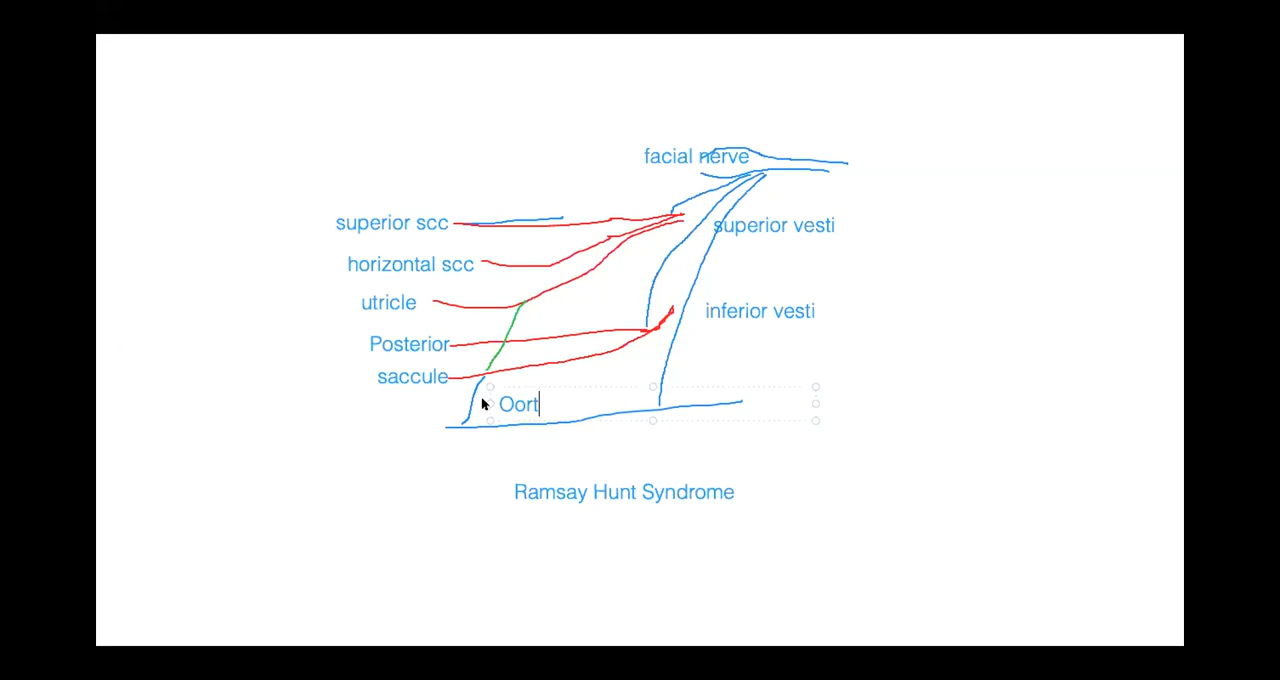 facial nerve
superior scc
superior vesti
horizontal scc
utricle
inferior vesti
Posterior
saccule
Oort
Ramsay Hunt Syndrome